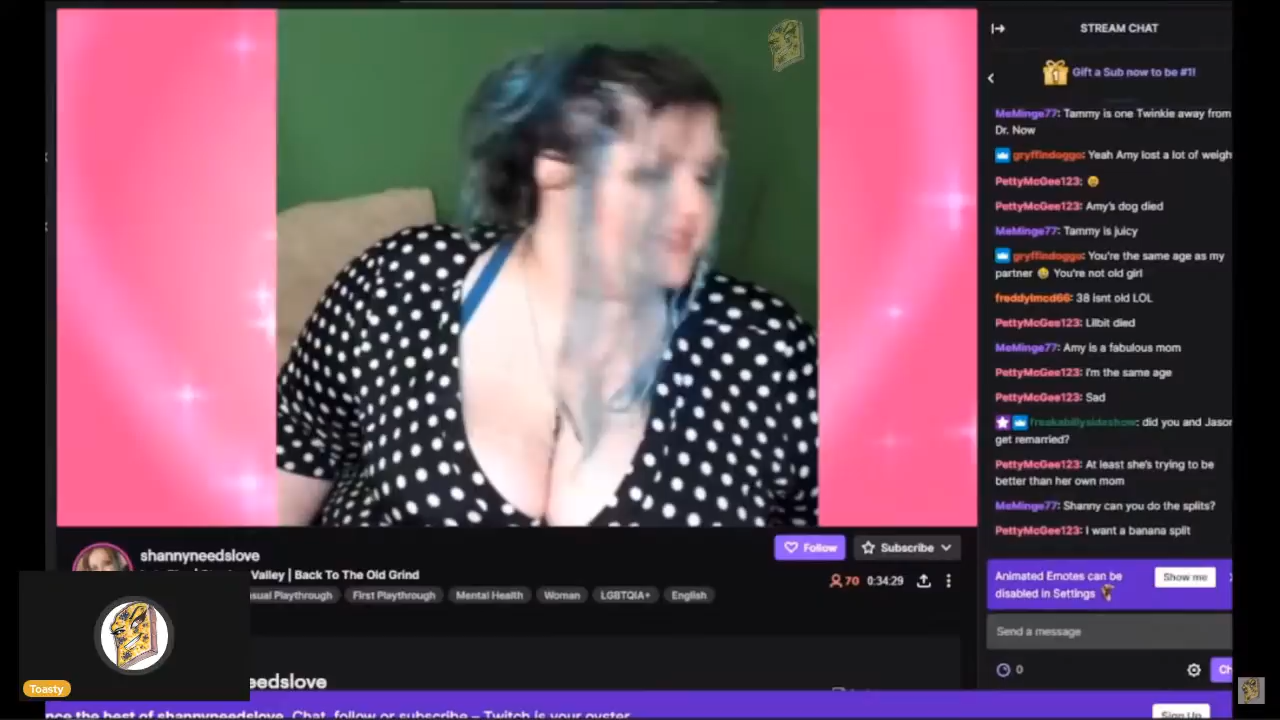 STREAM CHAT
1
Gift a Sub now to be #1!
MeMinge77: Tammy is one Twinkie away from
Dr. Now
gryffindoggo: Yeah Amy lost a lot of weigh
PettyMcGee123:
PettyMcGee123: Amy's dog died
MeMinge77: Tammy is juicy
gryffindoggo: You're the same age as my
partner You're not old girl
freddylmcd66: 38 isnt old LOL
PettyMcGee123: Lilbit died
MeMinge77: Amy is a fabulous mom
PettyMcGee123: I'm the same age
PettyMcGee123: Sad
freakabillysideshow: did you and Jason
get remarried?
PettyMcGee123: At least she's trying to be
better than her own mom
MeMinge77: Shanny can you do the splits?
PettyMcGee123: I want a banana split
Animated Emotes can be
disabled in Settings
Show me
Send a message
0
Ch
shannyneedslove
Follow
Subscribe
Valley | Back To The Old Grind
70 0:34:29
sual Playthrough First Playthrough Mental Health Woman LGBTQIA+ English
Toasty
eedslove
nce the best of shannyneedslove. Chat, follow or subscribe – Twitch is your oyster
Sign Up